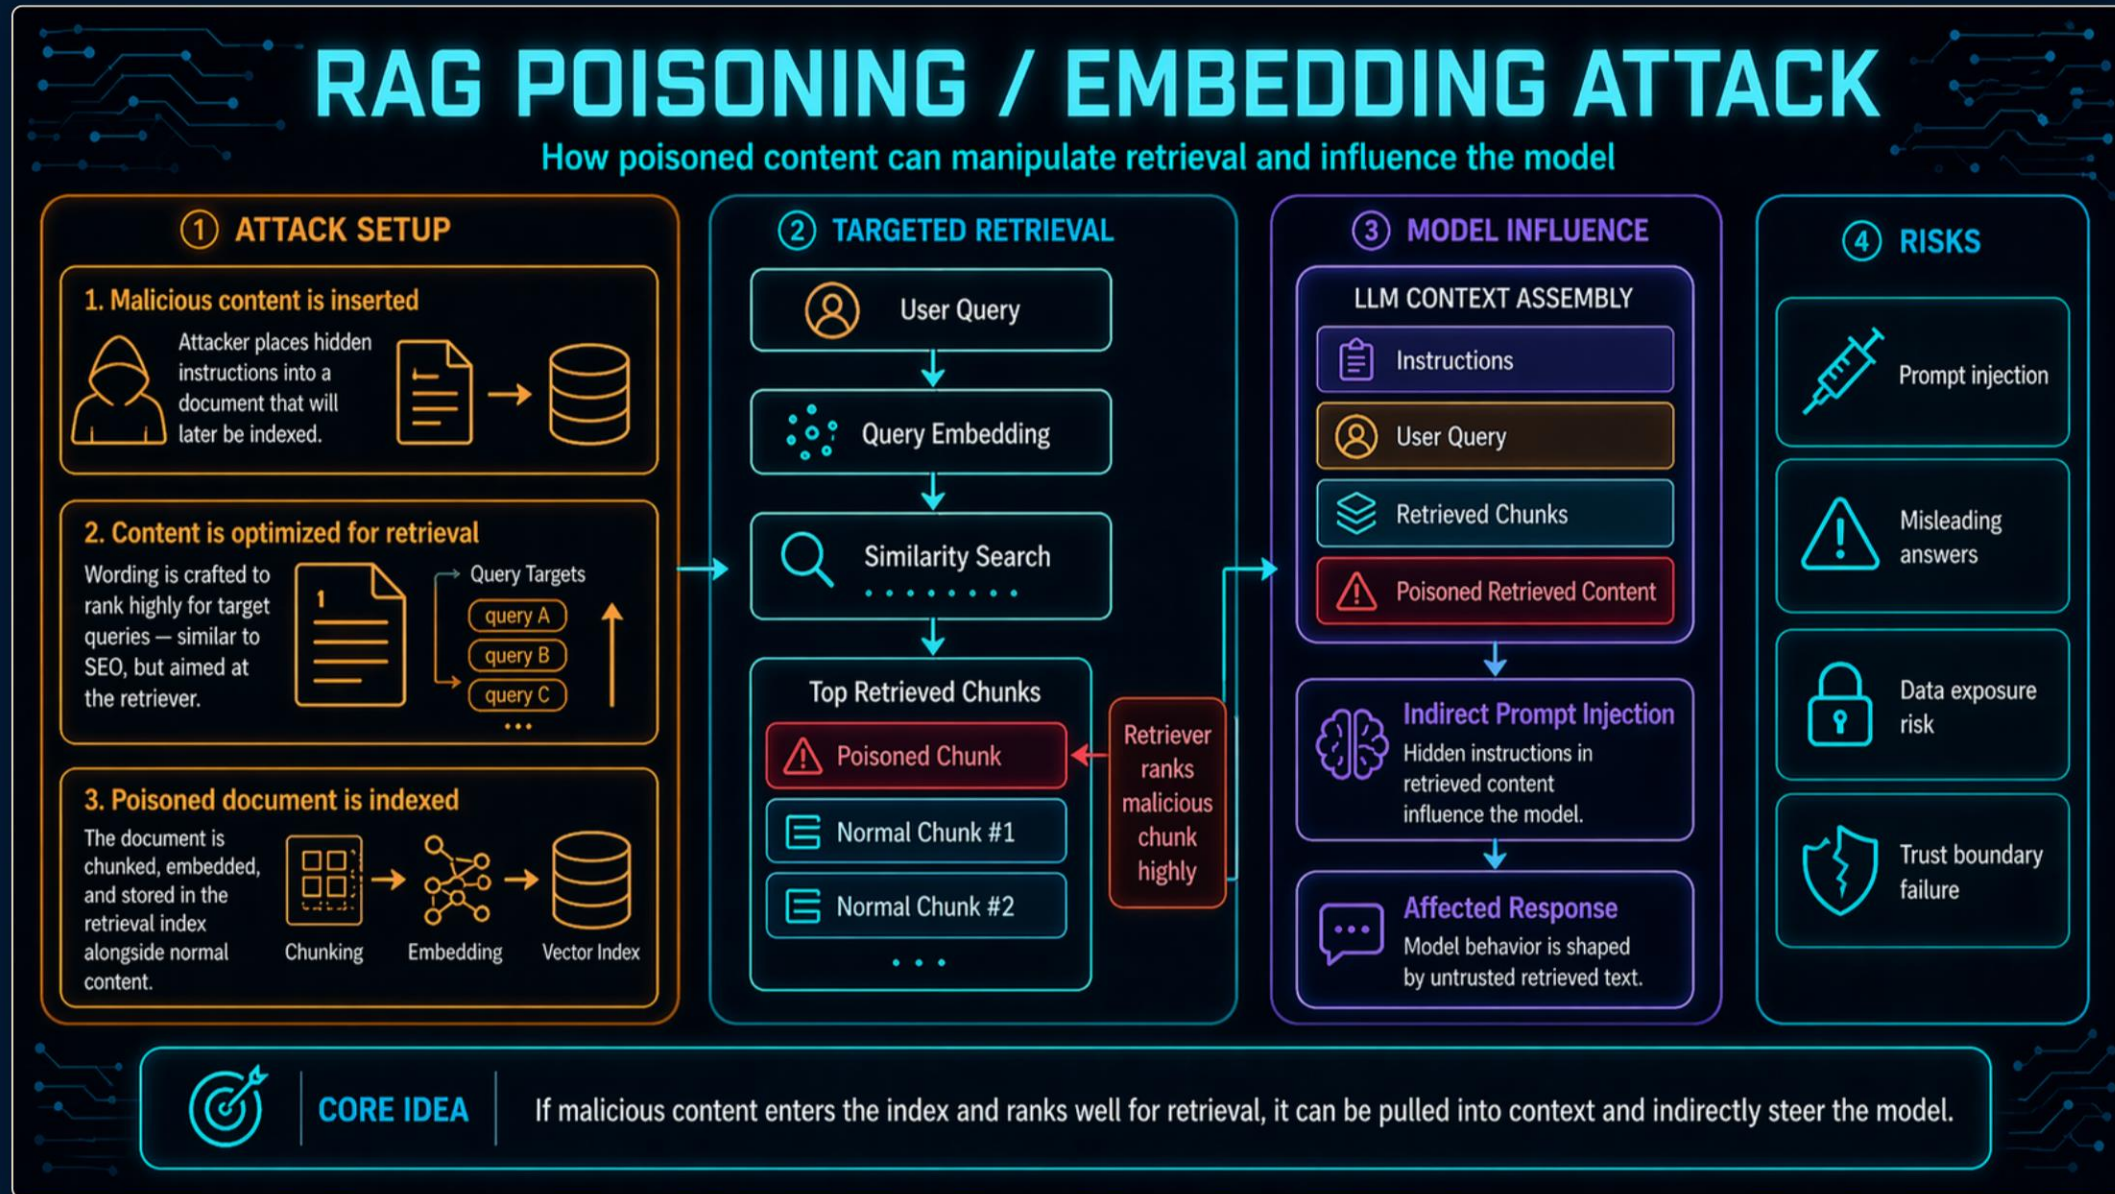 RAG POISONING / EMBEDDING ATTACK
How poisoned content can manipulate retrieval and influence the model
1 ATTACK SETUP
1. Malicious content is inserted
Attacker places hidden
instructions into a
document that will
later be indexed.
2. Content is optimized for retrieval
Wording is crafted to
rank highly for target
queries — similar to
SEO, but aimed at
the retriever.
1
Query Targets
query A
query B
query C
...
3. Poisoned document is indexed
The document is
chunked, embedded,
and stored in the
retrieval index
alongside normal
content.
Chunking
Embedding
Vector Index
2 TARGETED RETRIEVAL
User Query
Query Embedding
Similarity Search
Top Retrieved Chunks
Poisoned Chunk
Normal Chunk #1
Normal Chunk #2
...
Retriever
ranks
malicious
chunk
highly
3 MODEL INFLUENCE
LLM CONTEXT ASSEMBLY
Instructions
User Query
Retrieved Chunks
Poisoned Retrieved Content
Indirect Prompt Injection
Hidden instructions in
retrieved content
influence the model.
Affected Response
Model behavior is shaped
by untrusted retrieved text.
4 RISKS
Prompt injection
Misleading
answers
Data exposure
risk
Trust boundary
failure
CORE IDEA
If malicious content enters the index and ranks well for retrieval, it can be pulled into context and indirectly steer the model.